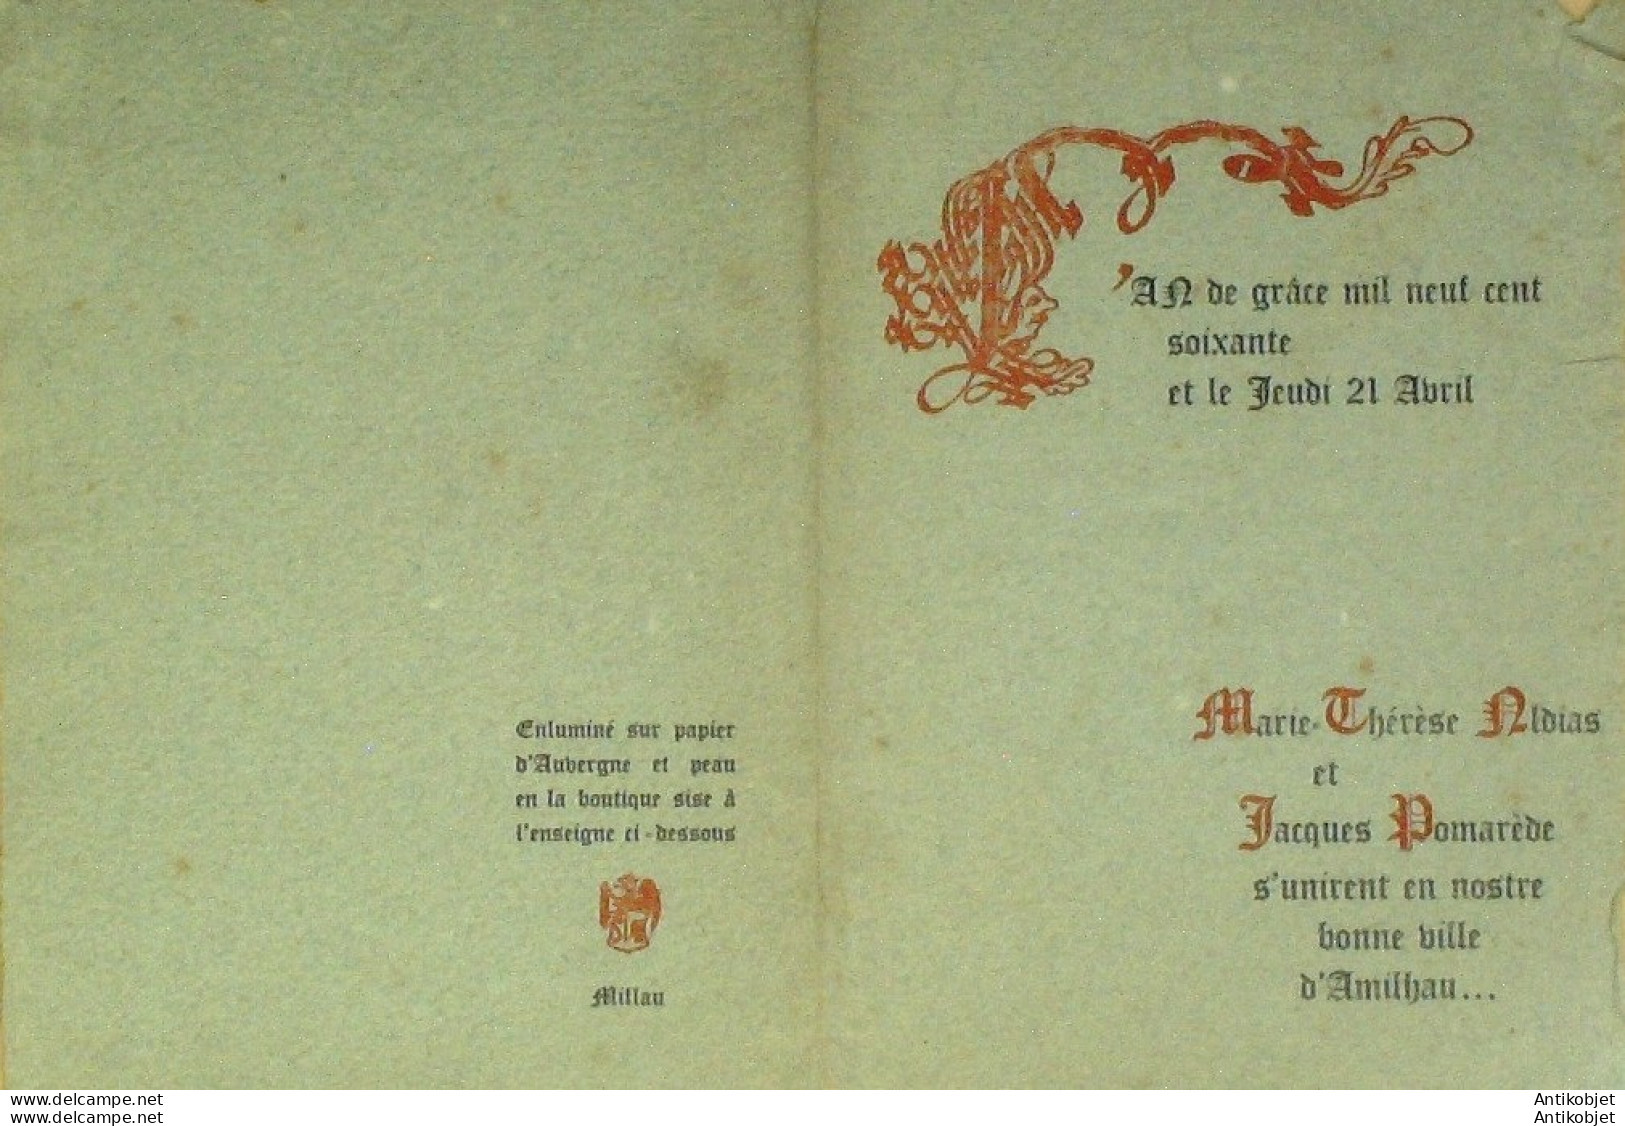 Enluminé sur papier
d'Auvergne et peau
en la boutique sise à
l'enseigne ci-dessous
Millau
L'AN de grâce mil neuf cent
soixante
et le Jeudi 21 Avril
Marie-Thérèse Nldias
et
Jacques Pomarède
s'unirent en nostre
bonne ville
d'Amilhau...
www.delcampe.net
www.delcampe.net
Antikobjet
Antikobjet